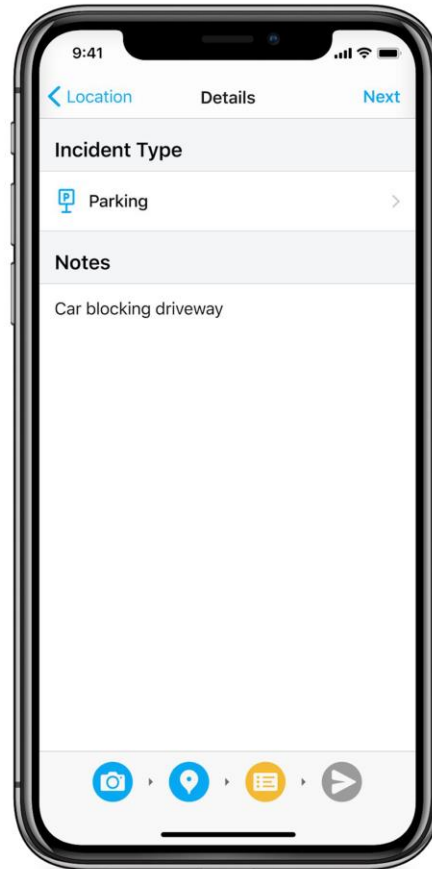 9:41
Location Details Next
Incident Type
P Parking
Notes
Car blocking driveway